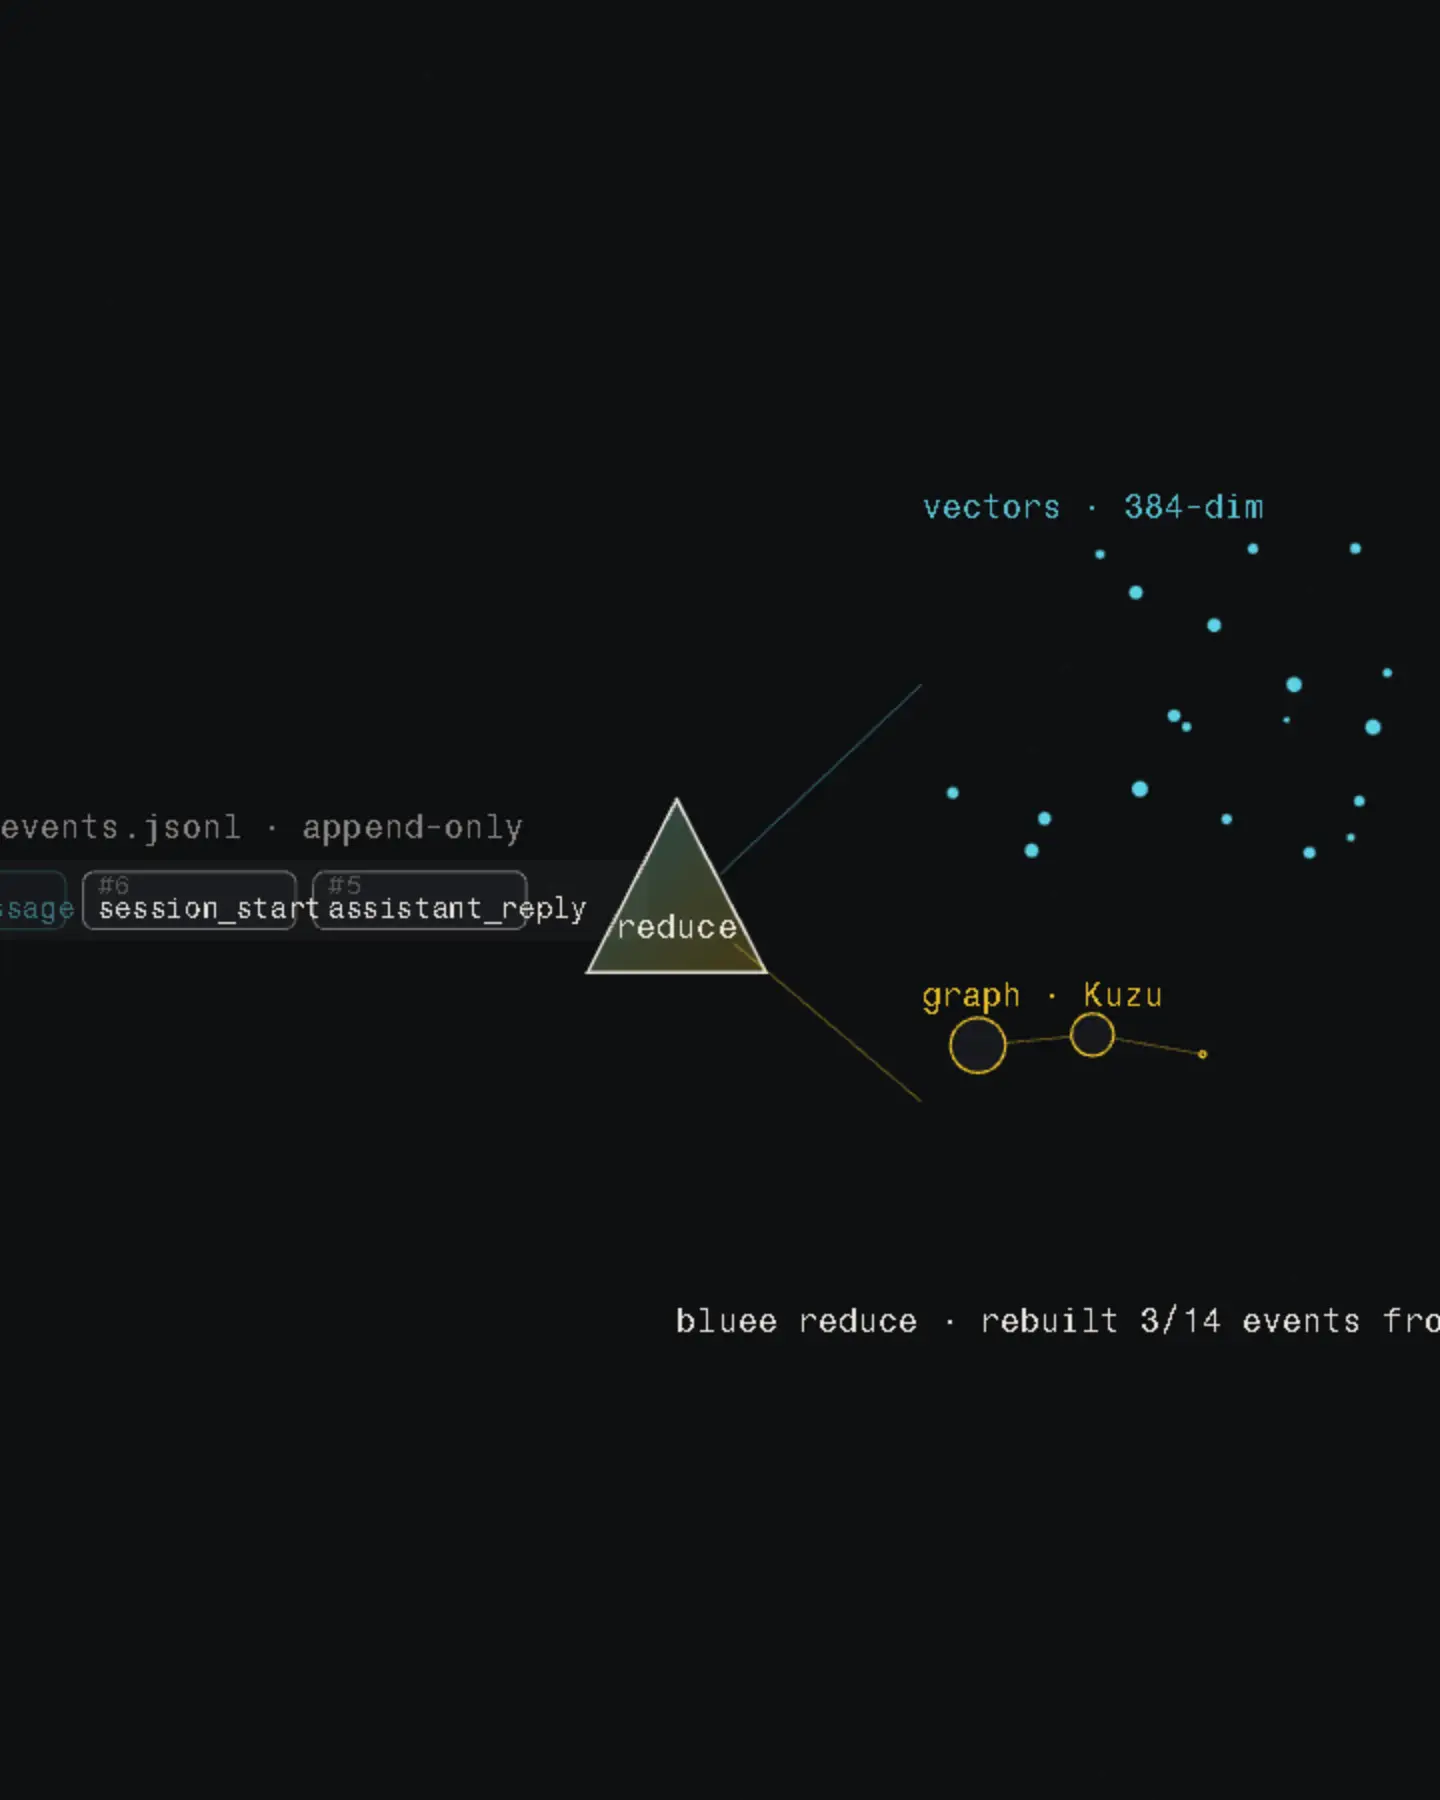 vectors · 384-dim
events.jsonl · append-only
ssage
#6
session_start
#5
assistant_reply
reduce
graph · Kuzu
bluee reduce · rebuilt 3/14 events fro